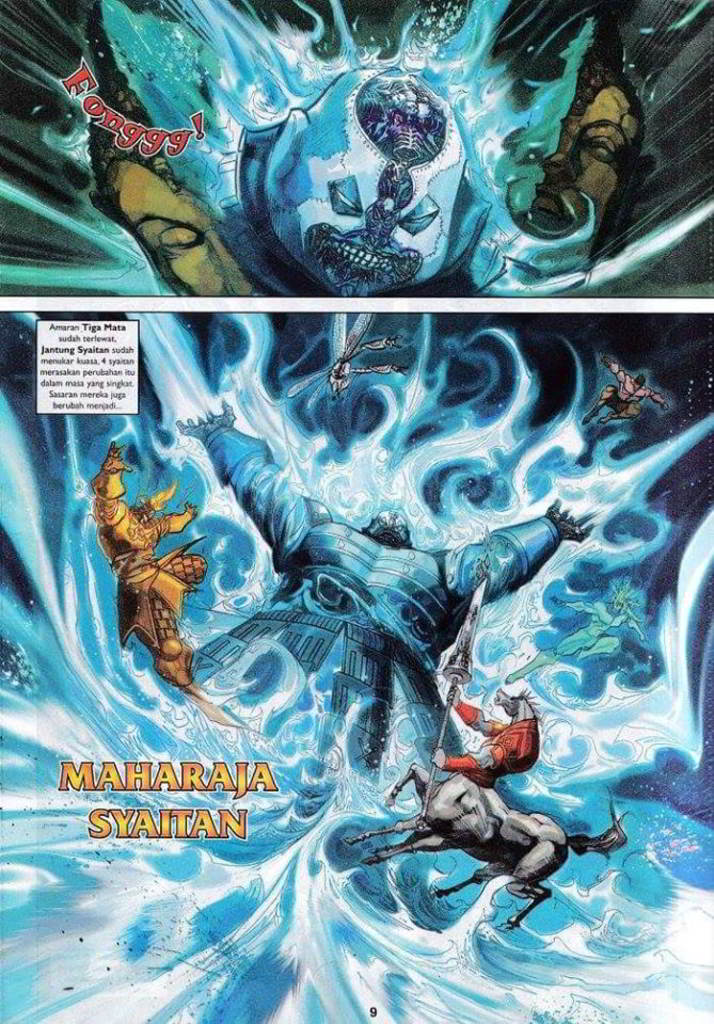 Fonggg!
Amaran Tiga Mata
sudah terlewat,
Jantung Syaitan sudah
menukar kuasa, 4 syaitan
merasakan perubahan itu
dalam masa yang singkat.
Sasaran mereka juga
berubah menjadi...
MAHARAJA
SYAITAN
9